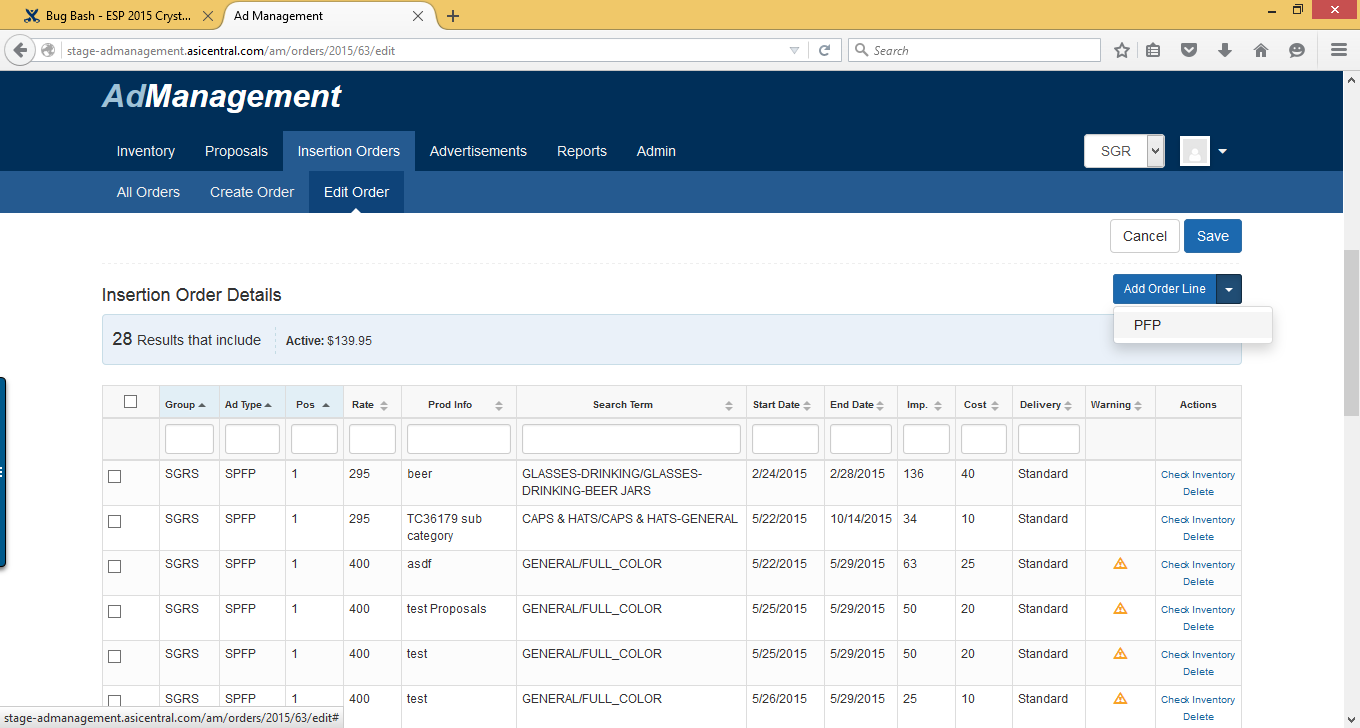 Bug Bash - ESP 2015 Cryst...
Ad Management
stage-admanagement.asicentral.com/am/orders/2015/63/edit
Search
AdManagement
Inventory Proposals Insertion Orders Advertisements Reports Admin
SGR
All Orders Create Order Edit Order
Cancel Save
Insertion Order Details
Add Order Line
PFP
28 Results that include Active: $139.95
Group Ad Type Pos Rate Prod Info Search Term Start Date End Date Imp. Cost Delivery Warning Actions
SGRS SPFP 1 295 beer GLASSES-DRINKING/GLASSES- 2/24/2015 2/28/2015 136 40 Standard Check Inventory
DRINKING-BEER JARS Delete
SGRS SPFP 1 295 TC36179 sub CAPS & HATS/CAPS & HATS-GENERAL 5/22/2015 10/14/2015 34 10 Standard Check Inventory
category Delete
SGRS SPFP 1 400 asdf GENERAL/FULL_COLOR 5/22/2015 5/29/2015 63 25 Standard Check Inventory
Delete
SGRS SPFP 1 400 test Proposals GENERAL/FULL_COLOR 5/25/2015 5/29/2015 50 20 Standard Check Inventory
Delete
SGRS SPFP 1 400 test GENERAL/FULL_COLOR 5/25/2015 5/29/2015 50 20 Standard Check Inventory
Delete
SGRS SPFP 1 400 test GENERAL/FULL_COLOR 5/26/2015 5/29/2015 25 10 Standard Check Inventory
Delete
stage-admanagement.asicentral.com/am/orders/2015/63/edit#